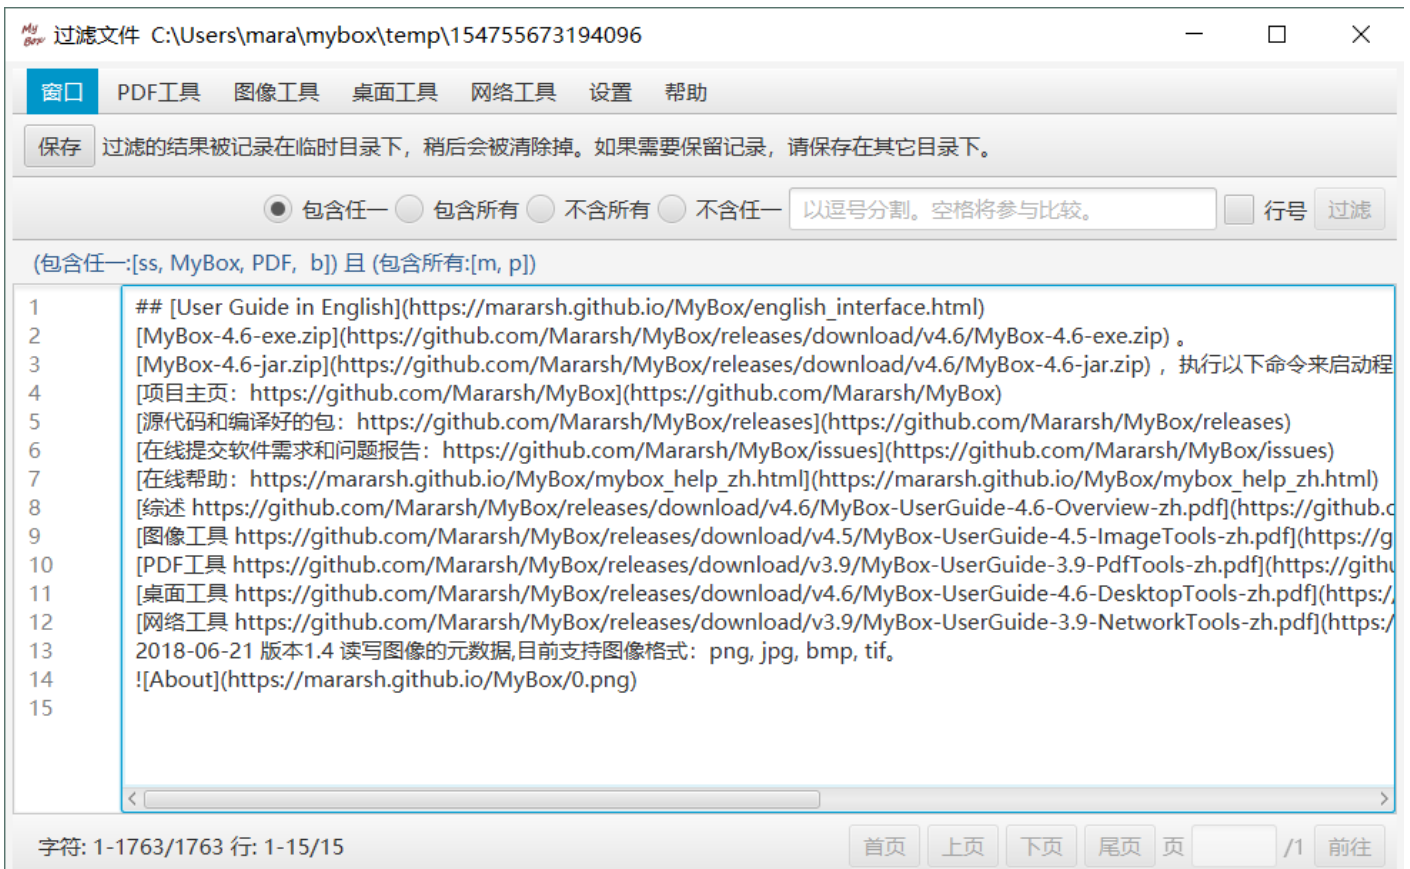 My Box 过滤文件 C:\Users\mara\mybox\temp\154755673194096
窗口 PDF工具 图像工具 桌面工具 网络工具 设置 帮助
保存 过滤的结果被记录在临时目录下，稍后会被清除掉。如果需要保留记录，请保存在其它目录下。
包含任一 包含所有 不含所有 不含任一 以逗号分割。空格将参与比较。 行号 过滤
(包含任一:[ss, MyBox, PDF,  b]) 且 (包含所有:[m, p])
1 ## [User Guide in English](https://mararsh.github.io/MyBox/english_interface.html)
2 [MyBox-4.6-exe.zip](https://github.com/Mararsh/MyBox/releases/download/v4.6/MyBox-4.6-exe.zip) 。
3 [MyBox-4.6-jar.zip](https://github.com/Mararsh/MyBox/releases/download/v4.6/MyBox-4.6-jar.zip) ，执行以下命令来启动程
4 [项目主页：https://github.com/Mararsh/MyBox](https://github.com/Mararsh/MyBox)
5 [源代码和编译好的包：https://github.com/Mararsh/MyBox/releases](https://github.com/Mararsh/MyBox/releases)
6 [在线提交软件需求和问题报告：https://github.com/Mararsh/MyBox/issues](https://github.com/Mararsh/MyBox/issues)
7 [在线帮助：https://mararsh.github.io/MyBox/mybox_help_zh.html](https://mararsh.github.io/MyBox/mybox_help_zh.html)
8 [综述 https://github.com/Mararsh/MyBox/releases/download/v4.6/MyBox-UserGuide-4.6-Overview-zh.pdf](https://github.c
9 [图像工具 https://github.com/Mararsh/MyBox/releases/download/v4.5/MyBox-UserGuide-4.5-ImageTools-zh.pdf](https://g
10 [PDF工具 https://github.com/Mararsh/MyBox/releases/download/v3.9/MyBox-UserGuide-3.9-PdfTools-zh.pdf](https://githu
11 [桌面工具 https://github.com/Mararsh/MyBox/releases/download/v4.6/MyBox-UserGuide-4.6-DesktopTools-zh.pdf](https:/
12 [网络工具 https://github.com/Mararsh/MyBox/releases/download/v3.9/MyBox-UserGuide-3.9-NetworkTools-zh.pdf](https:/
13 2018-06-21 版本1.4 读写图像的元数据,目前支持图像格式：png, jpg, bmp, tif。
14 ![About](https://mararsh.github.io/MyBox/0.png)
15
字符: 1-1763/1763 行: 1-15/15 首页 上页 下页 尾页 页 /1 前往